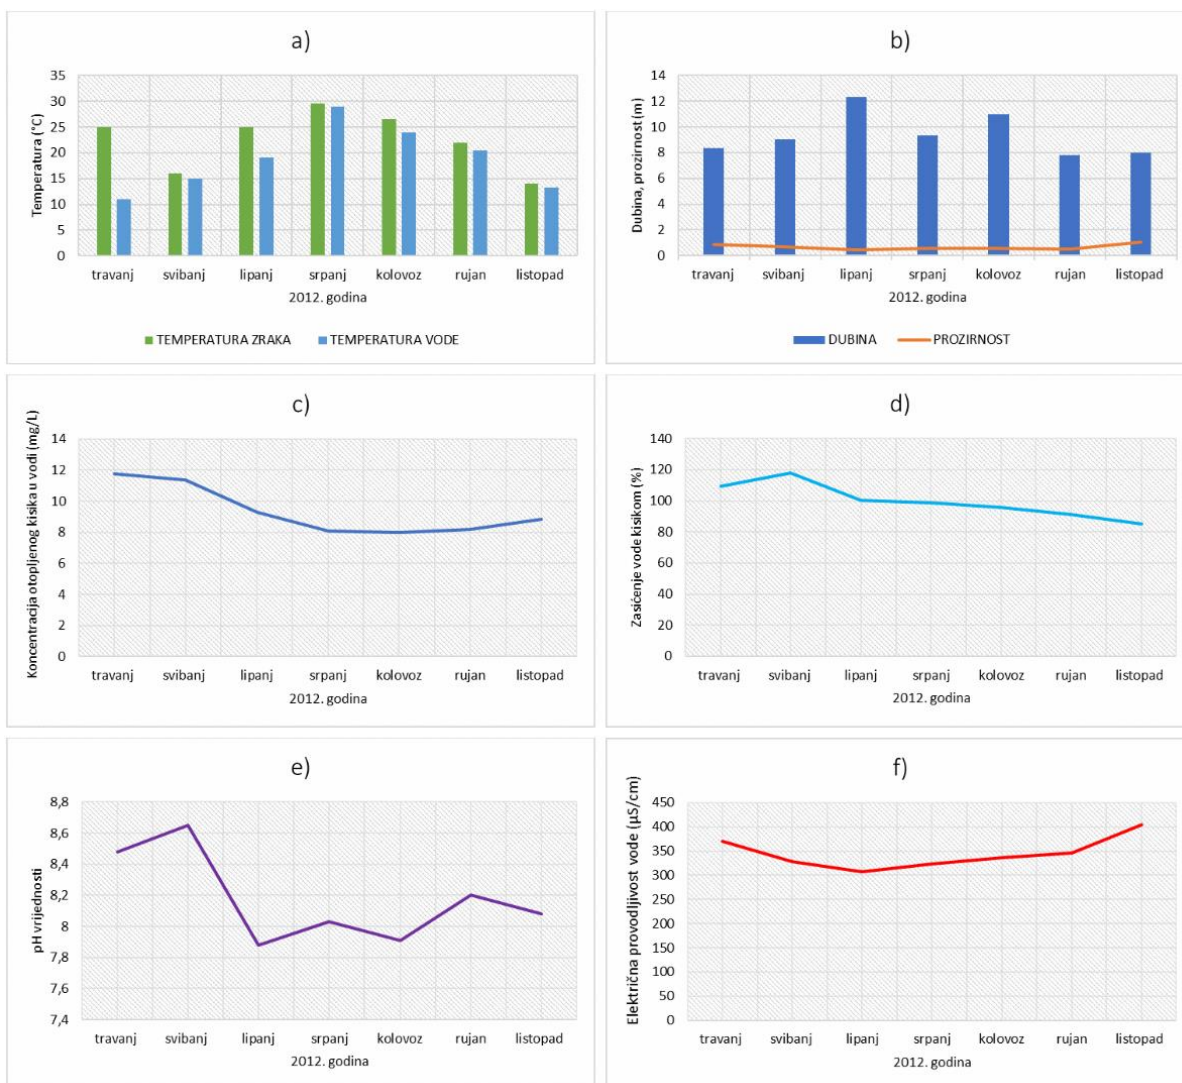 a)
Temperatura (°C)
35
30
25
20
15
10
5
0
travanj svibanj lipanj srpanj kolovoz rujan listopad
2012. godina
TEMPERATURA ZRAKA TEMPERATURA VODE
b)
Dubina, prozirnost (m)
14
12
10
8
6
4
2
0
travanj svibanj lipanj srpanj kolovoz rujan listopad
2012. godina
DUBINA PROZIRNOST
c)
Koncentracija otopljenog kisika u vodi (mg/L)
14
12
10
8
6
4
2
0
travanj svibanj lipanj srpanj kolovoz rujan listopad
2012. godina
d)
Zasićenje vode kisikom (%)
140
120
100
80
60
40
20
0
travanj svibanj lipanj srpanj kolovoz rujan listopad
2012. godina
e)
pH vrijednosti
8,8
8,6
8,4
8,2
8
7,8
7,6
7,4
travanj svibanj lipanj srpanj kolovoz rujan listopad
2012. godina
f)
Električna provodljivost vode (µS/cm)
450
400
350
300
250
200
150
100
50
0
travanj svibanj lipanj srpanj kolovoz rujan listopad
2012. godina